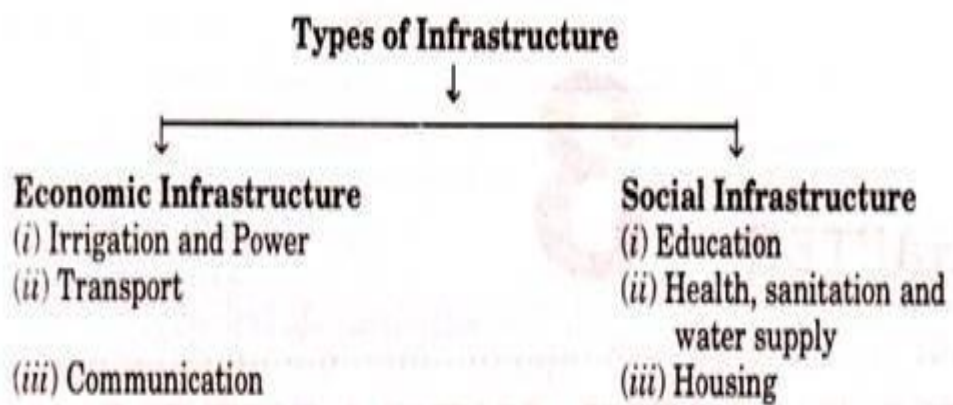 Types of Infrastructure
Economic Infrastructure
(i) Irrigation and Power
(ii) Transport
(iii) Communication
Social Infrastructure
(i) Education
(ii) Health, sanitation and
water supply
(iii) Housing